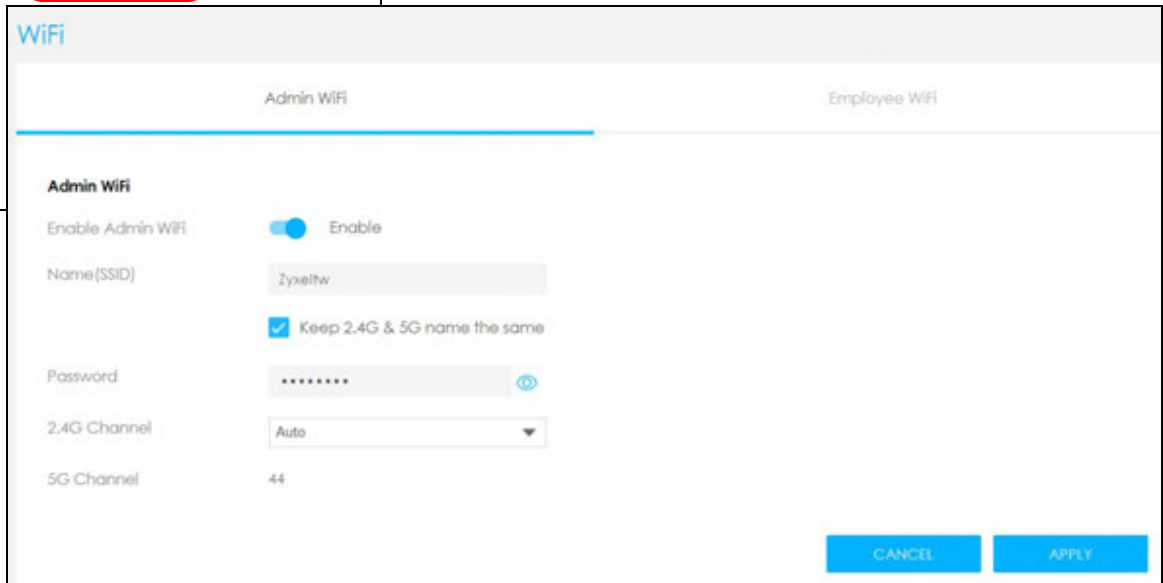 WiFi
Admin WiFi
Employee WiFi
Admin WiFi
Enable Admin WiFi
Enable
Name(SSID)
Zyxeltw
Keep 2.4G & 5G name the same
Password
••••••••
2.4G Channel
Auto
5G Channel
44
CANCEL
APPLY